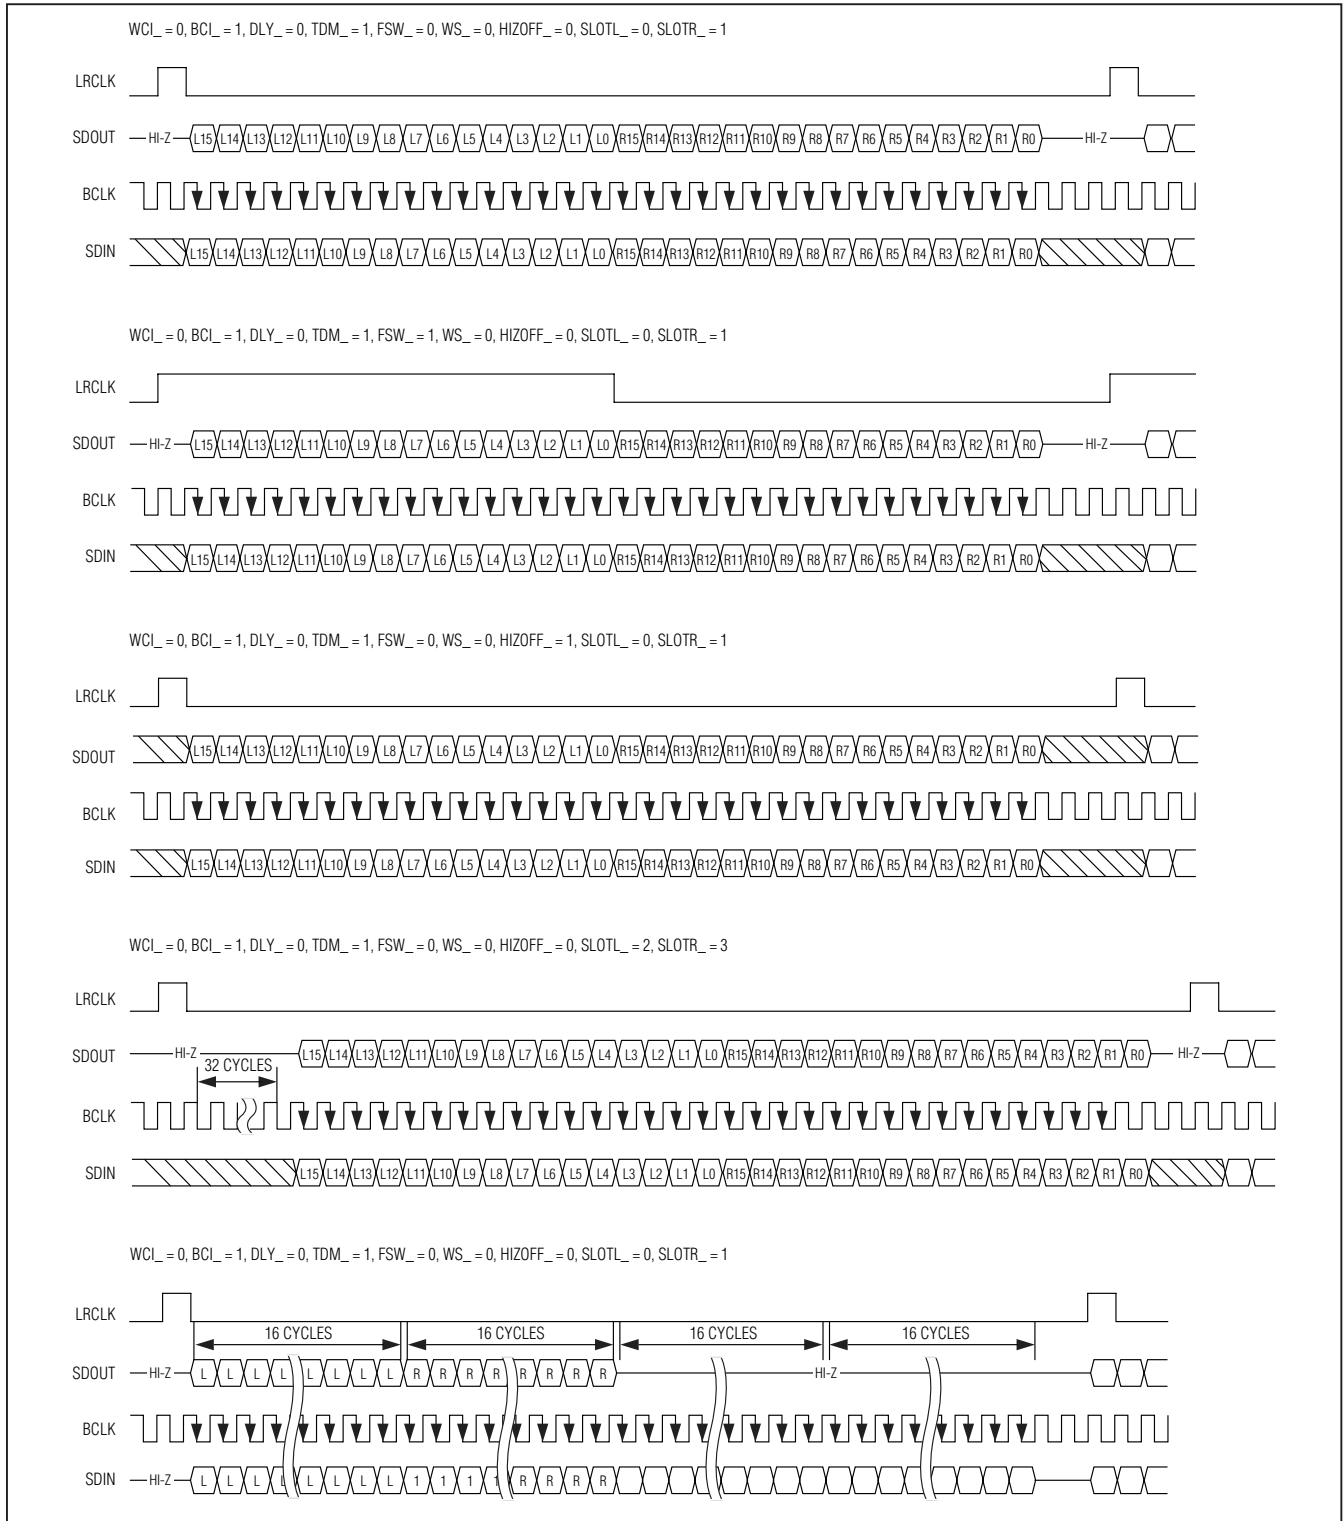 WCI_ = 0, BCI_ = 1, DLY_ = 0, TDM_ = 1, FSW_ = 0, WS_ = 0, HIZOFF_ = 0, SLOTL_ = 0, SLOTR_ = 1
LRCLK
SDOUT HI-Z L15 L14 L13 L12 L11 L10 L9 L8 L7 L6 L5 L4 L3 L2 L1 L0 R15 R14 R13 R12 R11 R10 R9 R8 R7 R6 R5 R4 R3 R2 R1 R0 HI-Z
BCLK
SDIN L15 L14 L13 L12 L11 L10 L9 L8 L7 L6 L5 L4 L3 L2 L1 L0 R15 R14 R13 R12 R11 R10 R9 R8 R7 R6 R5 R4 R3 R2 R1 R0
WCI_ = 0, BCI_ = 1, DLY_ = 0, TDM_ = 1, FSW_ = 1, WS_ = 0, HIZOFF_ = 0, SLOTL_ = 0, SLOTR_ = 1
LRCLK
SDOUT HI-Z L15 L14 L13 L12 L11 L10 L9 L8 L7 L6 L5 L4 L3 L2 L1 L0 R15 R14 R13 R12 R11 R10 R9 R8 R7 R6 R5 R4 R3 R2 R1 R0 HI-Z
BCLK
SDIN L15 L14 L13 L12 L11 L10 L9 L8 L7 L6 L5 L4 L3 L2 L1 L0 R15 R14 R13 R12 R11 R10 R9 R8 R7 R6 R5 R4 R3 R2 R1 R0
WCI_ = 0, BCI_ = 1, DLY_ = 0, TDM_ = 1, FSW_ = 0, WS_ = 0, HIZOFF_ = 1, SLOTL_ = 0, SLOTR_ = 1
LRCLK
SDOUT L15 L14 L13 L12 L11 L10 L9 L8 L7 L6 L5 L4 L3 L2 L1 L0 R15 R14 R13 R12 R11 R10 R9 R8 R7 R6 R5 R4 R3 R2 R1 R0
BCLK
SDIN L15 L14 L13 L12 L11 L10 L9 L8 L7 L6 L5 L4 L3 L2 L1 L0 R15 R14 R13 R12 R11 R10 R9 R8 R7 R6 R5 R4 R3 R2 R1 R0
WCI_ = 0, BCI_ = 1, DLY_ = 0, TDM_ = 1, FSW_ = 0, WS_ = 0, HIZOFF_ = 0, SLOTL_ = 2, SLOTR_ = 3
LRCLK
SDOUT HI-Z L15 L14 L13 L12 L11 L10 L9 L8 L7 L6 L5 L4 L3 L2 L1 L0 R15 R14 R13 R12 R11 R10 R9 R8 R7 R6 R5 R4 R3 R2 R1 R0 HI-Z
32 CYCLES
BCLK
SDIN L15 L14 L13 L12 L11 L10 L9 L8 L7 L6 L5 L4 L3 L2 L1 L0 R15 R14 R13 R12 R11 R10 R9 R8 R7 R6 R5 R4 R3 R2 R1 R0
WCI_ = 0, BCI_ = 1, DLY_ = 0, TDM_ = 1, FSW_ = 0, WS_ = 0, HIZOFF_ = 0, SLOTL_ = 0, SLOTR_ = 1
LRCLK
16 CYCLES 16 CYCLES 16 CYCLES 16 CYCLES
SDOUT HI-Z L L L L L L L L R R R R R R R R HI-Z
BCLK
SDIN HI-Z L L L L L L L L 1 1 1 1 R R R R